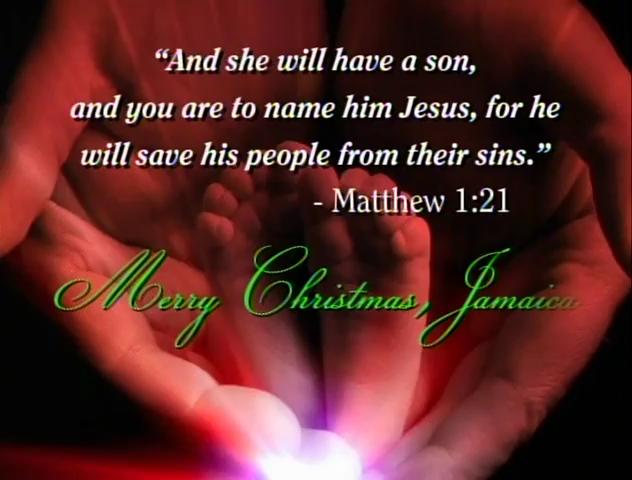 “And she will have a son,
and you are to name him Jesus, for he
will save his people from their sins.”
- Matthew 1:21
Merry Christmas, Jamaica